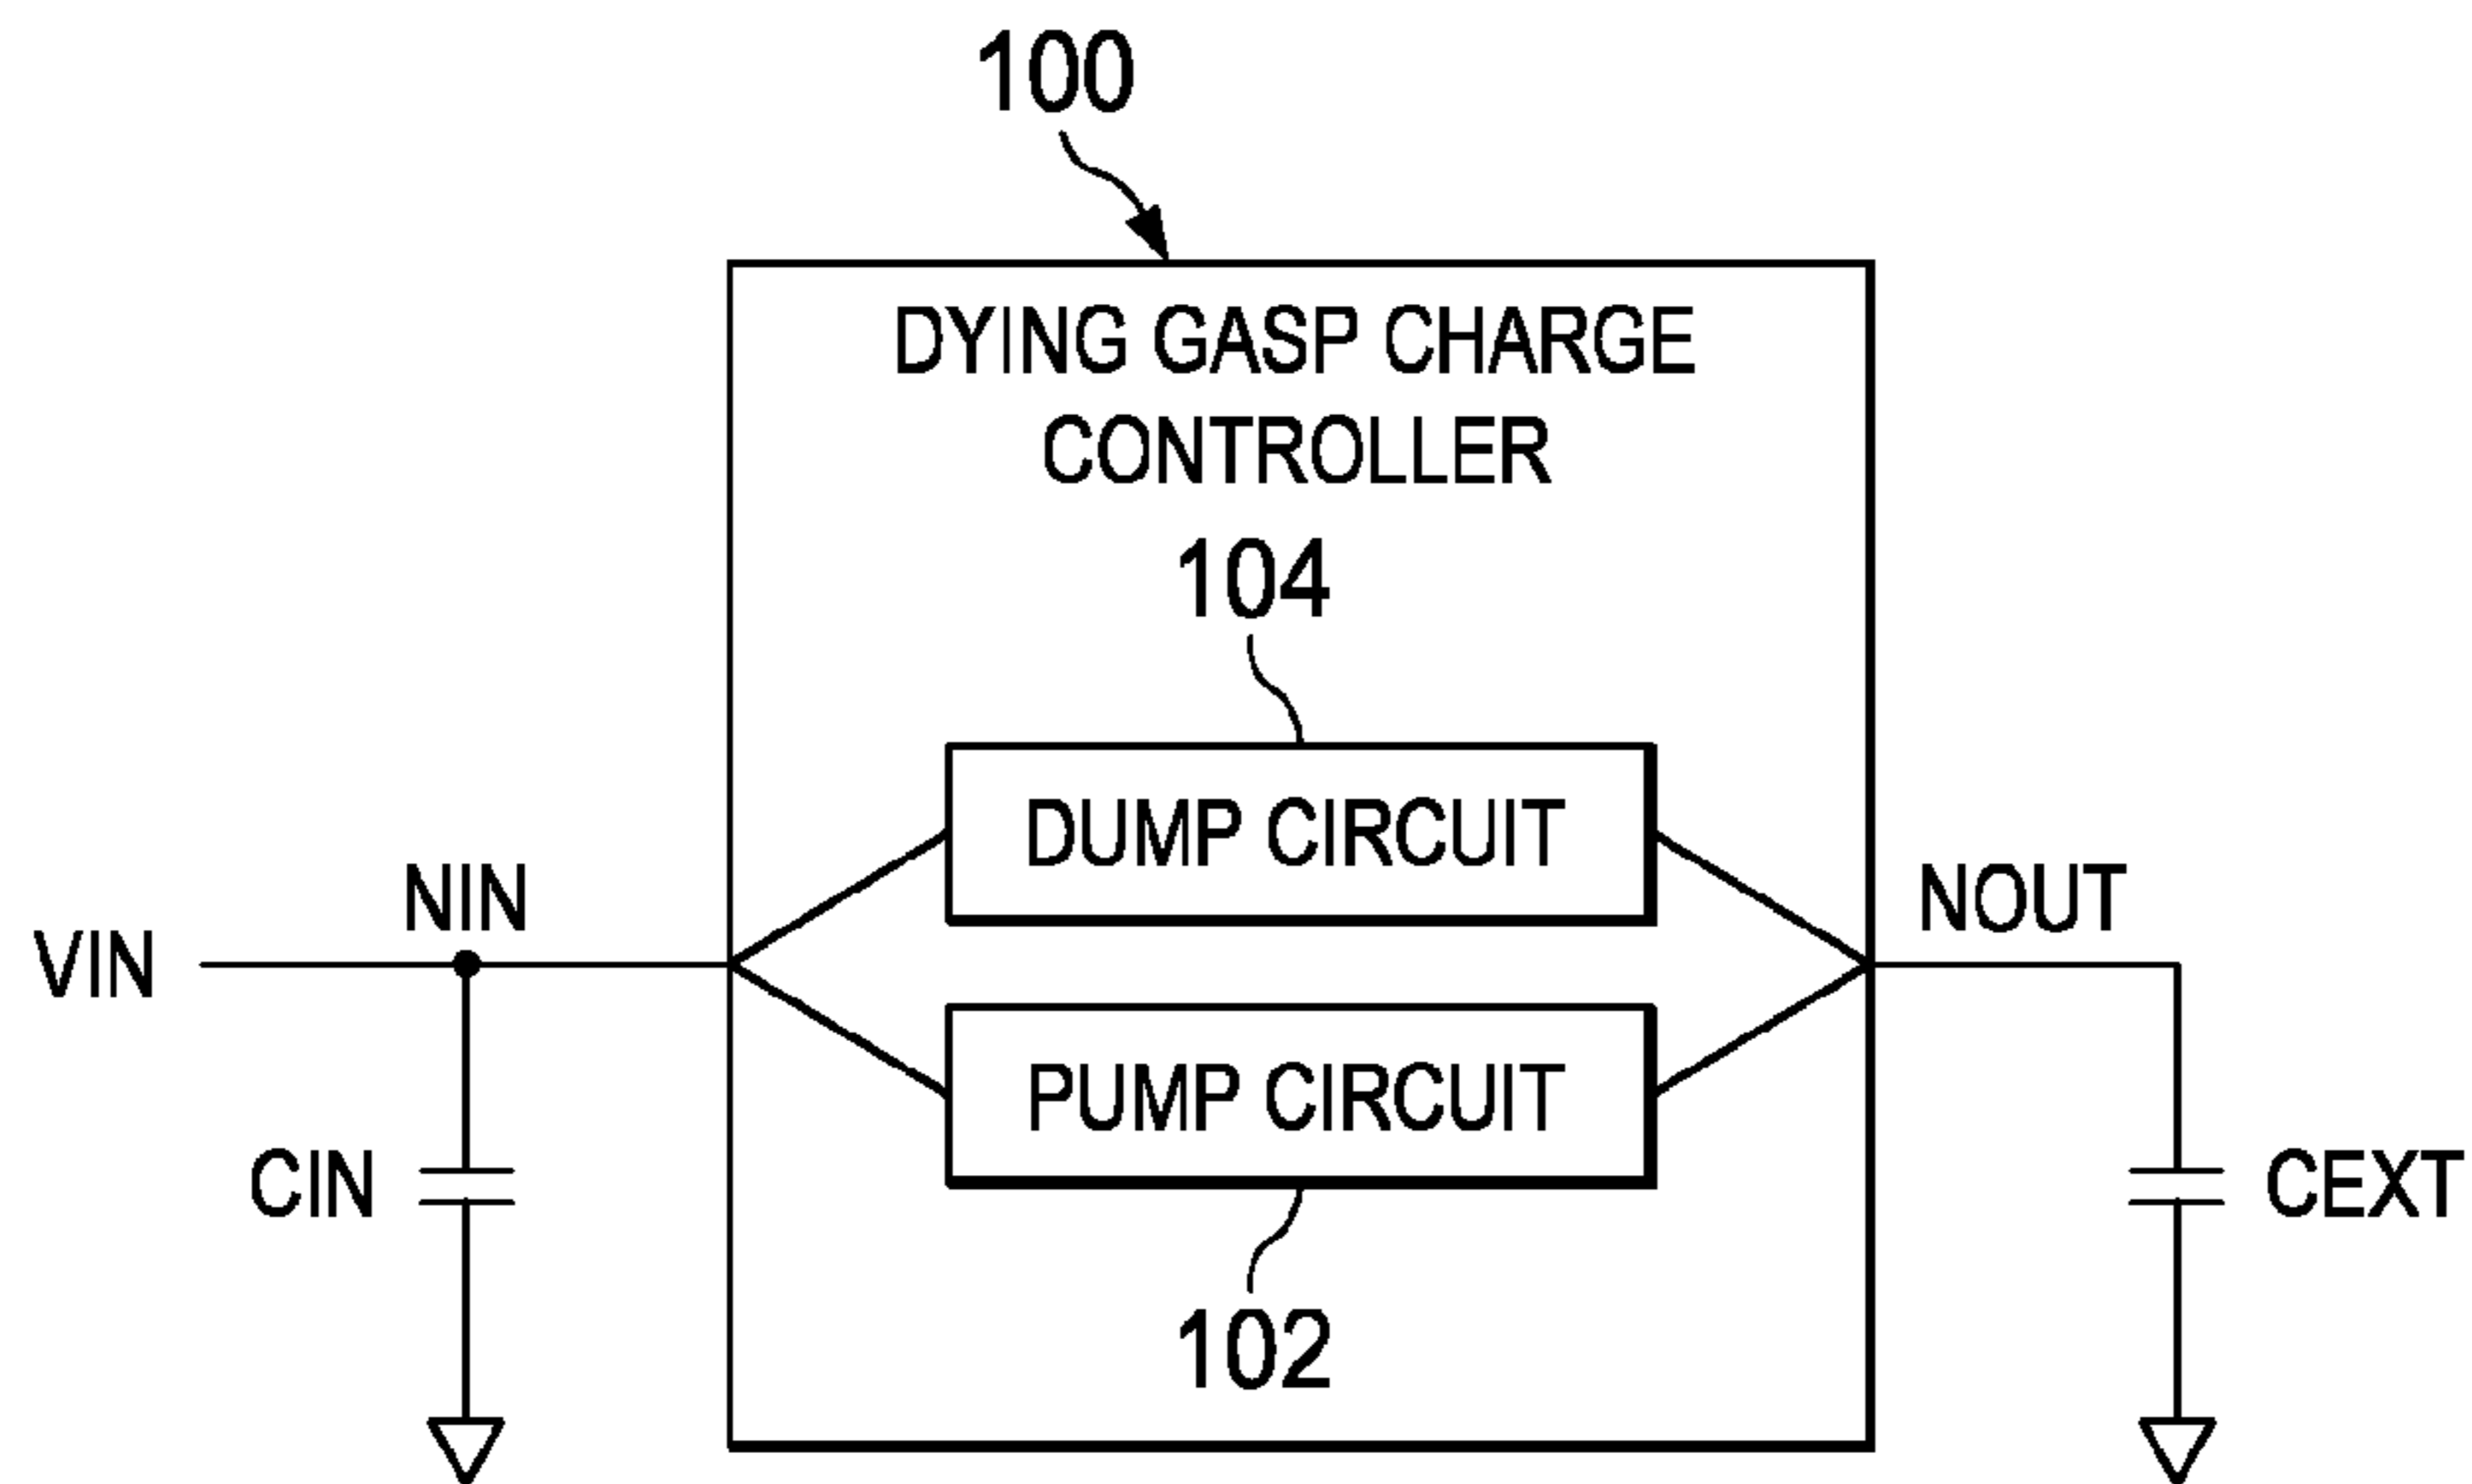 100
DYING GASP CHARGE
CONTROLLER
104
DUMP CIRCUIT
NIN
NOUT
VIN
PUMP CIRCUIT
CIN
CEXT
102